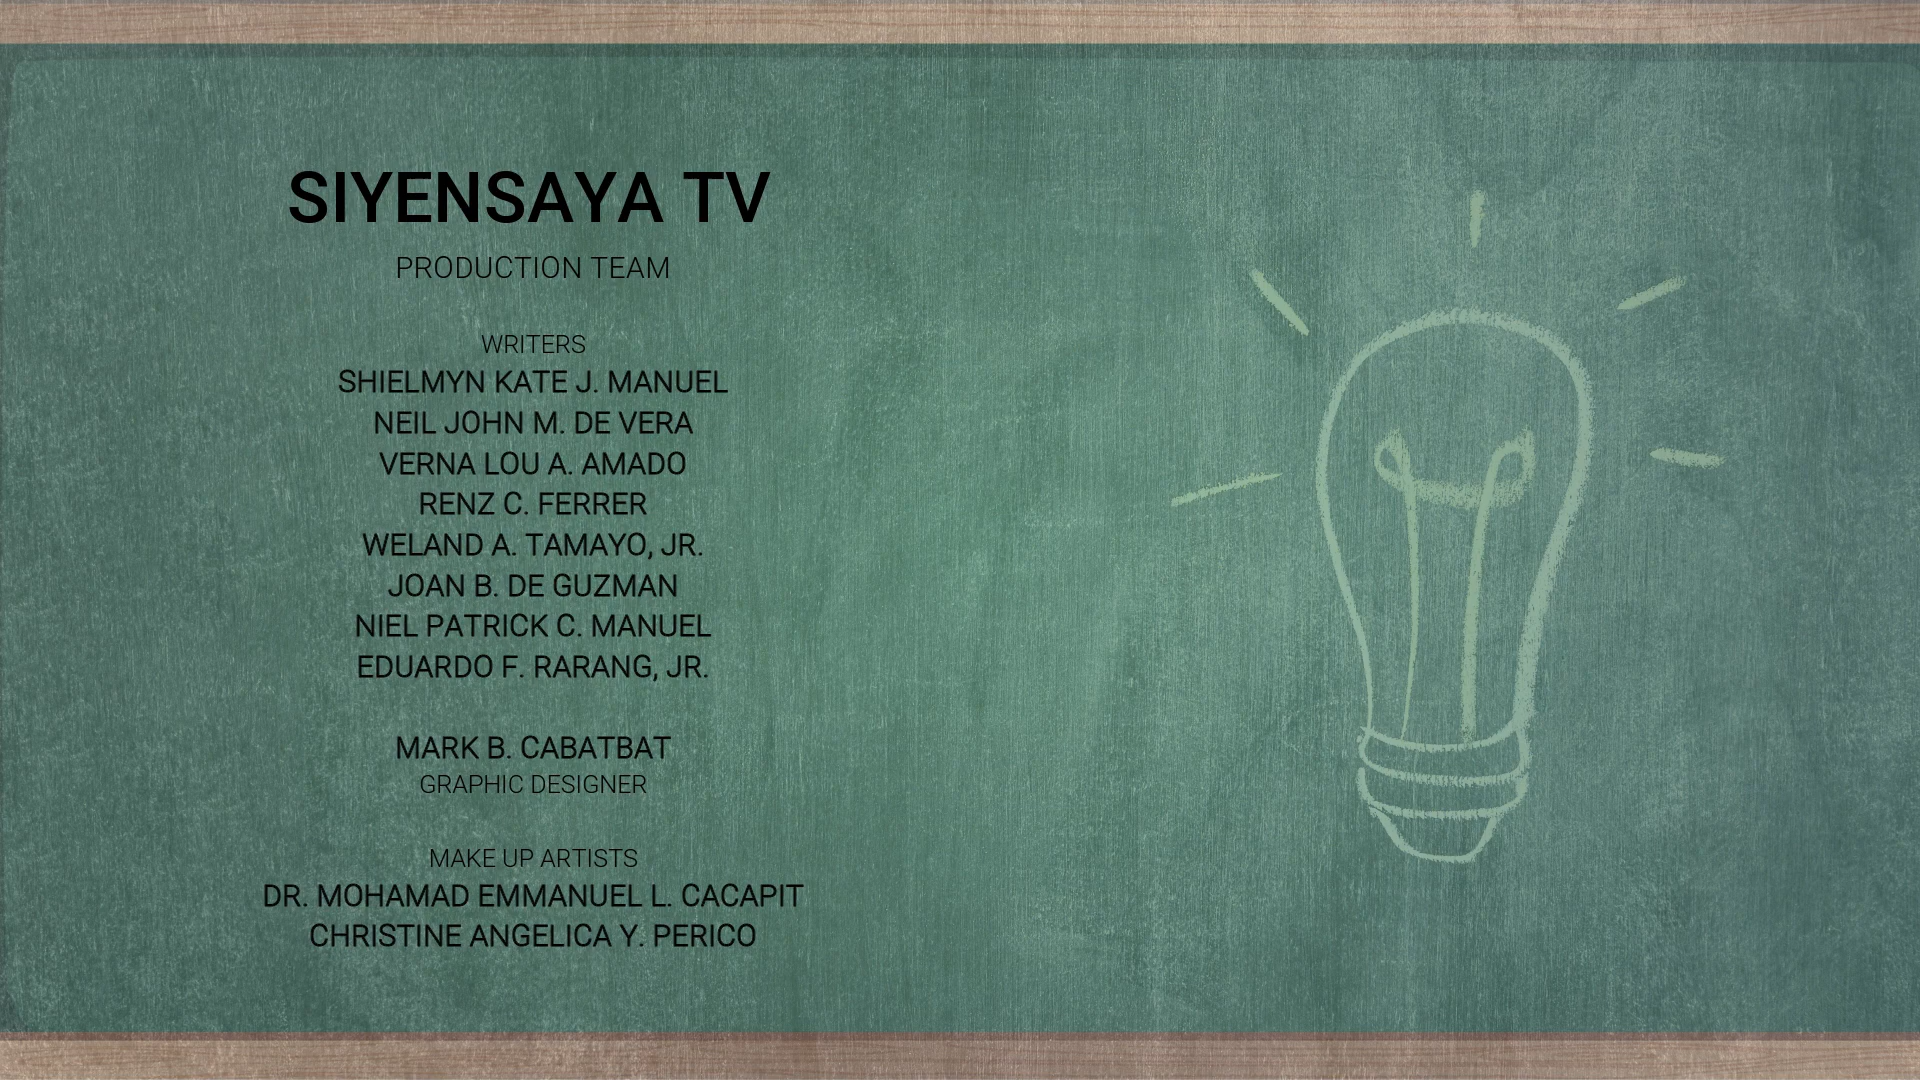 SIYENSAYA TV
PRODUCTION TEAM
WRITERS
SHIELMYN KATE J. MANUEL
NEIL JOHN M. DE VERA
VERNA LOU A. AMADO
RENZ C. FERRER
WELAND A. TAMAYO, JR.
JOAN B. DE GUZMAN
NIEL PATRICK C. MANUEL
EDUARDO F. RARANG, JR.
MARK B. CABATBAT
GRAPHIC DESIGNER
MAKE UP ARTISTS
DR. MOHAMAD EMMANUEL L. CACAPIT
CHRISTINE ANGELICA Y. PERICO